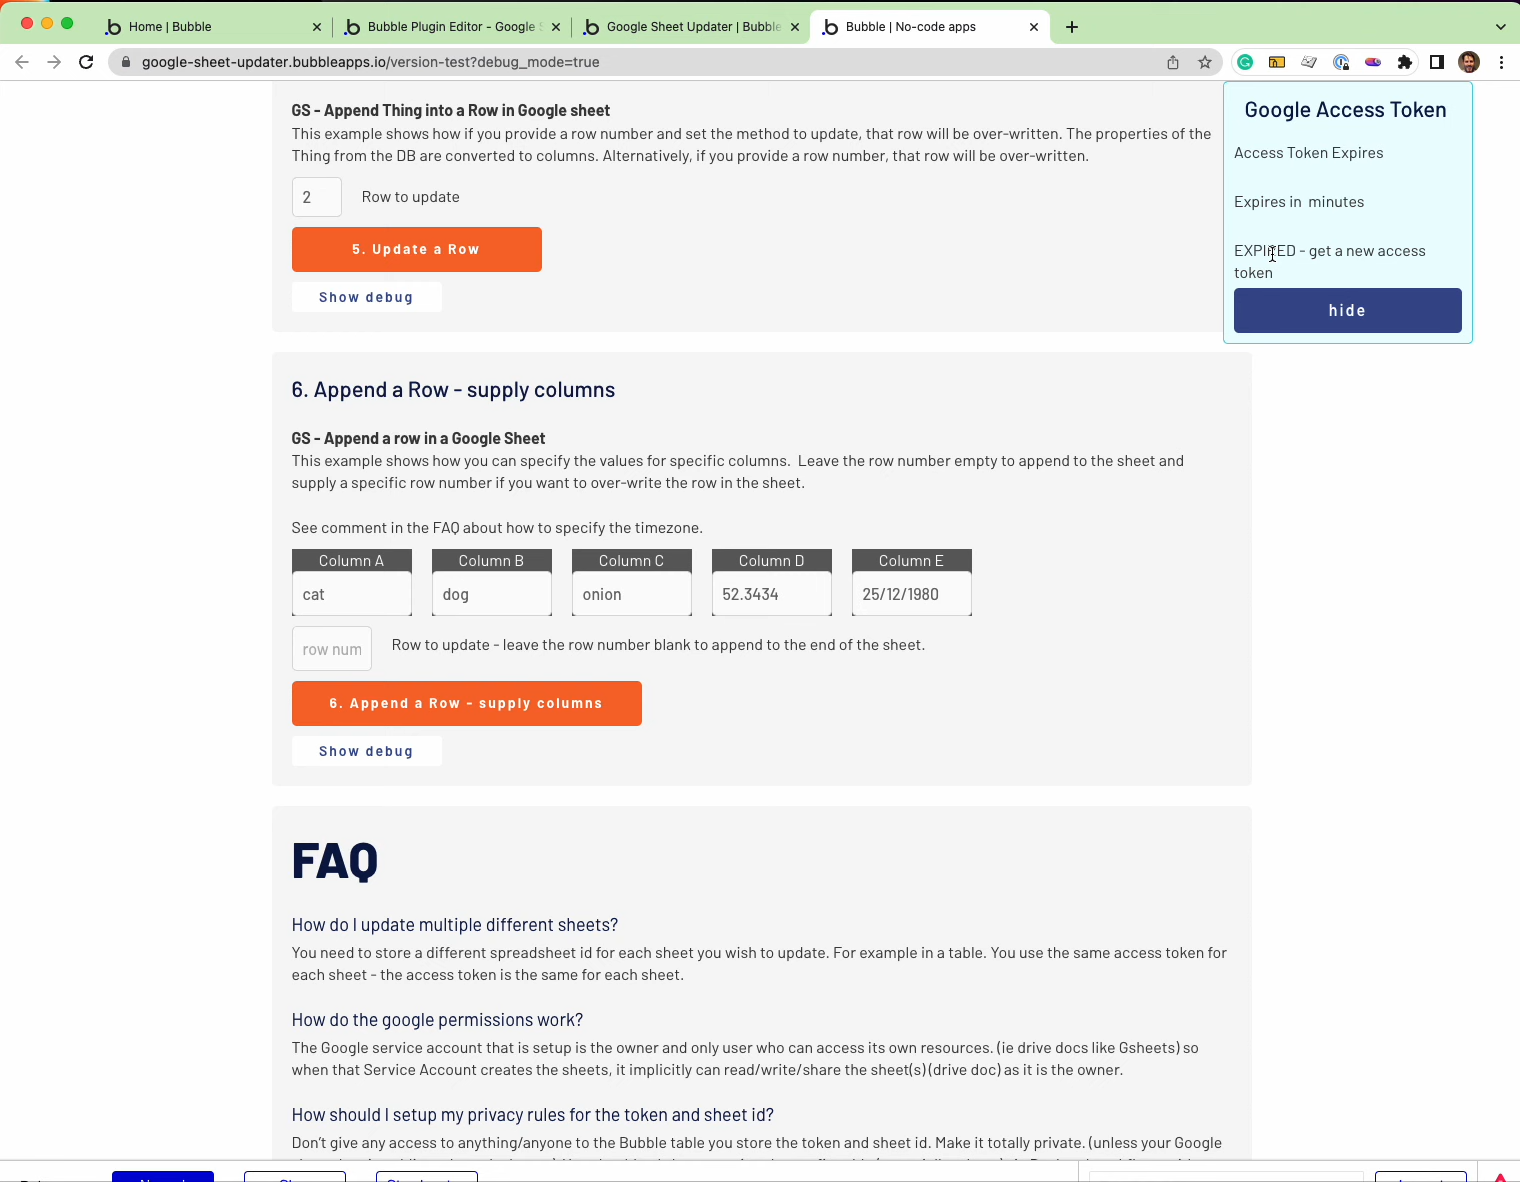 Home | Bubble
Bubble Plugin Editor - Google
Google Sheet Updater | Bubble
Bubble | No-code apps
google-sheet-updater.bubbleapps.io/version-test?debug_mode=true
GS - Append Thing into a Row in Google sheet
This example shows how if you provide a row number and set the method to update, that row will be over-written. The properties of the
Thing from the DB are converted to columns. Alternatively, if you provide a row number, that row will be over-written.
2 Row to update
5. Update a Row
Show debug
Google Access Token
Access Token Expires
Expires in minutes
EXPIRED - get a new access
token
hide
6. Append a Row - supply columns
GS - Append a row in a Google Sheet
This example shows how you can specify the values for specific columns. Leave the row number empty to append to the sheet and
supply a specific row number if you want to over-write the row in the sheet.
See comment in the FAQ about how to specify the timezone.
Column A Column B Column C Column D Column E
cat dog onion 52.3434 25/12/1980
row num Row to update - leave the row number blank to append to the end of the sheet.
6. Append a Row - supply columns
Show debug
FAQ
How do I update multiple different sheets?
You need to store a different spreadsheet id for each sheet you wish to update. For example in a table. You use the same access token for
each sheet - the access token is the same for each sheet.
How do the google permissions work?
The Google service account that is setup is the owner and only user who can access its own resources. (ie drive docs like Gsheets) so
when that Service Account creates the sheets, it implicitly can read/write/share the sheet(s) (drive doc) as it is the owner.
How should I setup my privacy rules for the token and sheet id?
Don't give any access to anything/anyone to the Bubble table you store the token and sheet id. Make it totally private. (unless your Google